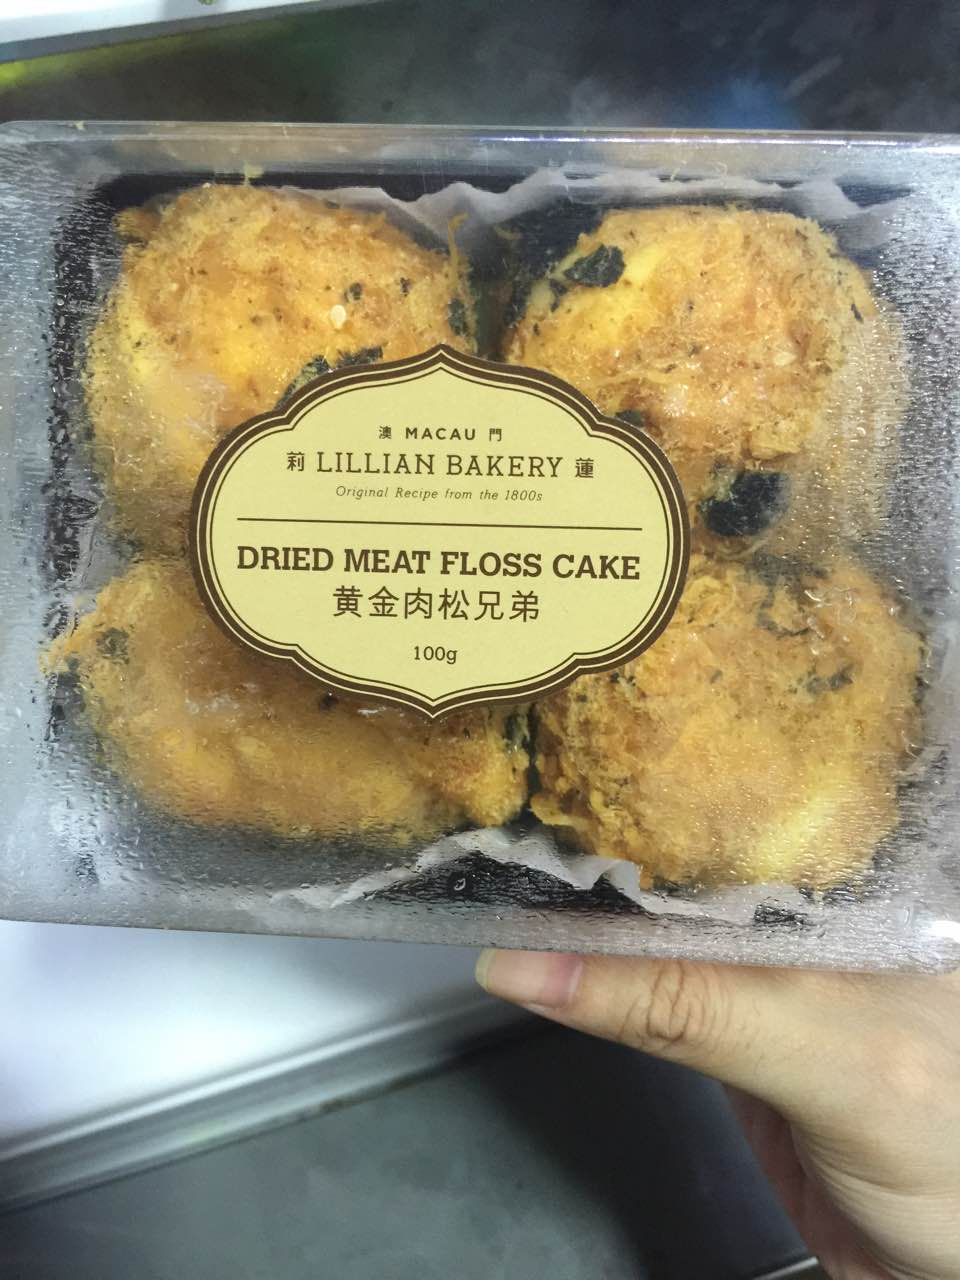 澳 MACAU 門
莉 LILLIAN BAKERY 蓮
Original Recipe from the 1800s
DRIED MEAT FLOSS CAKE
黄金肉松兄弟
100g